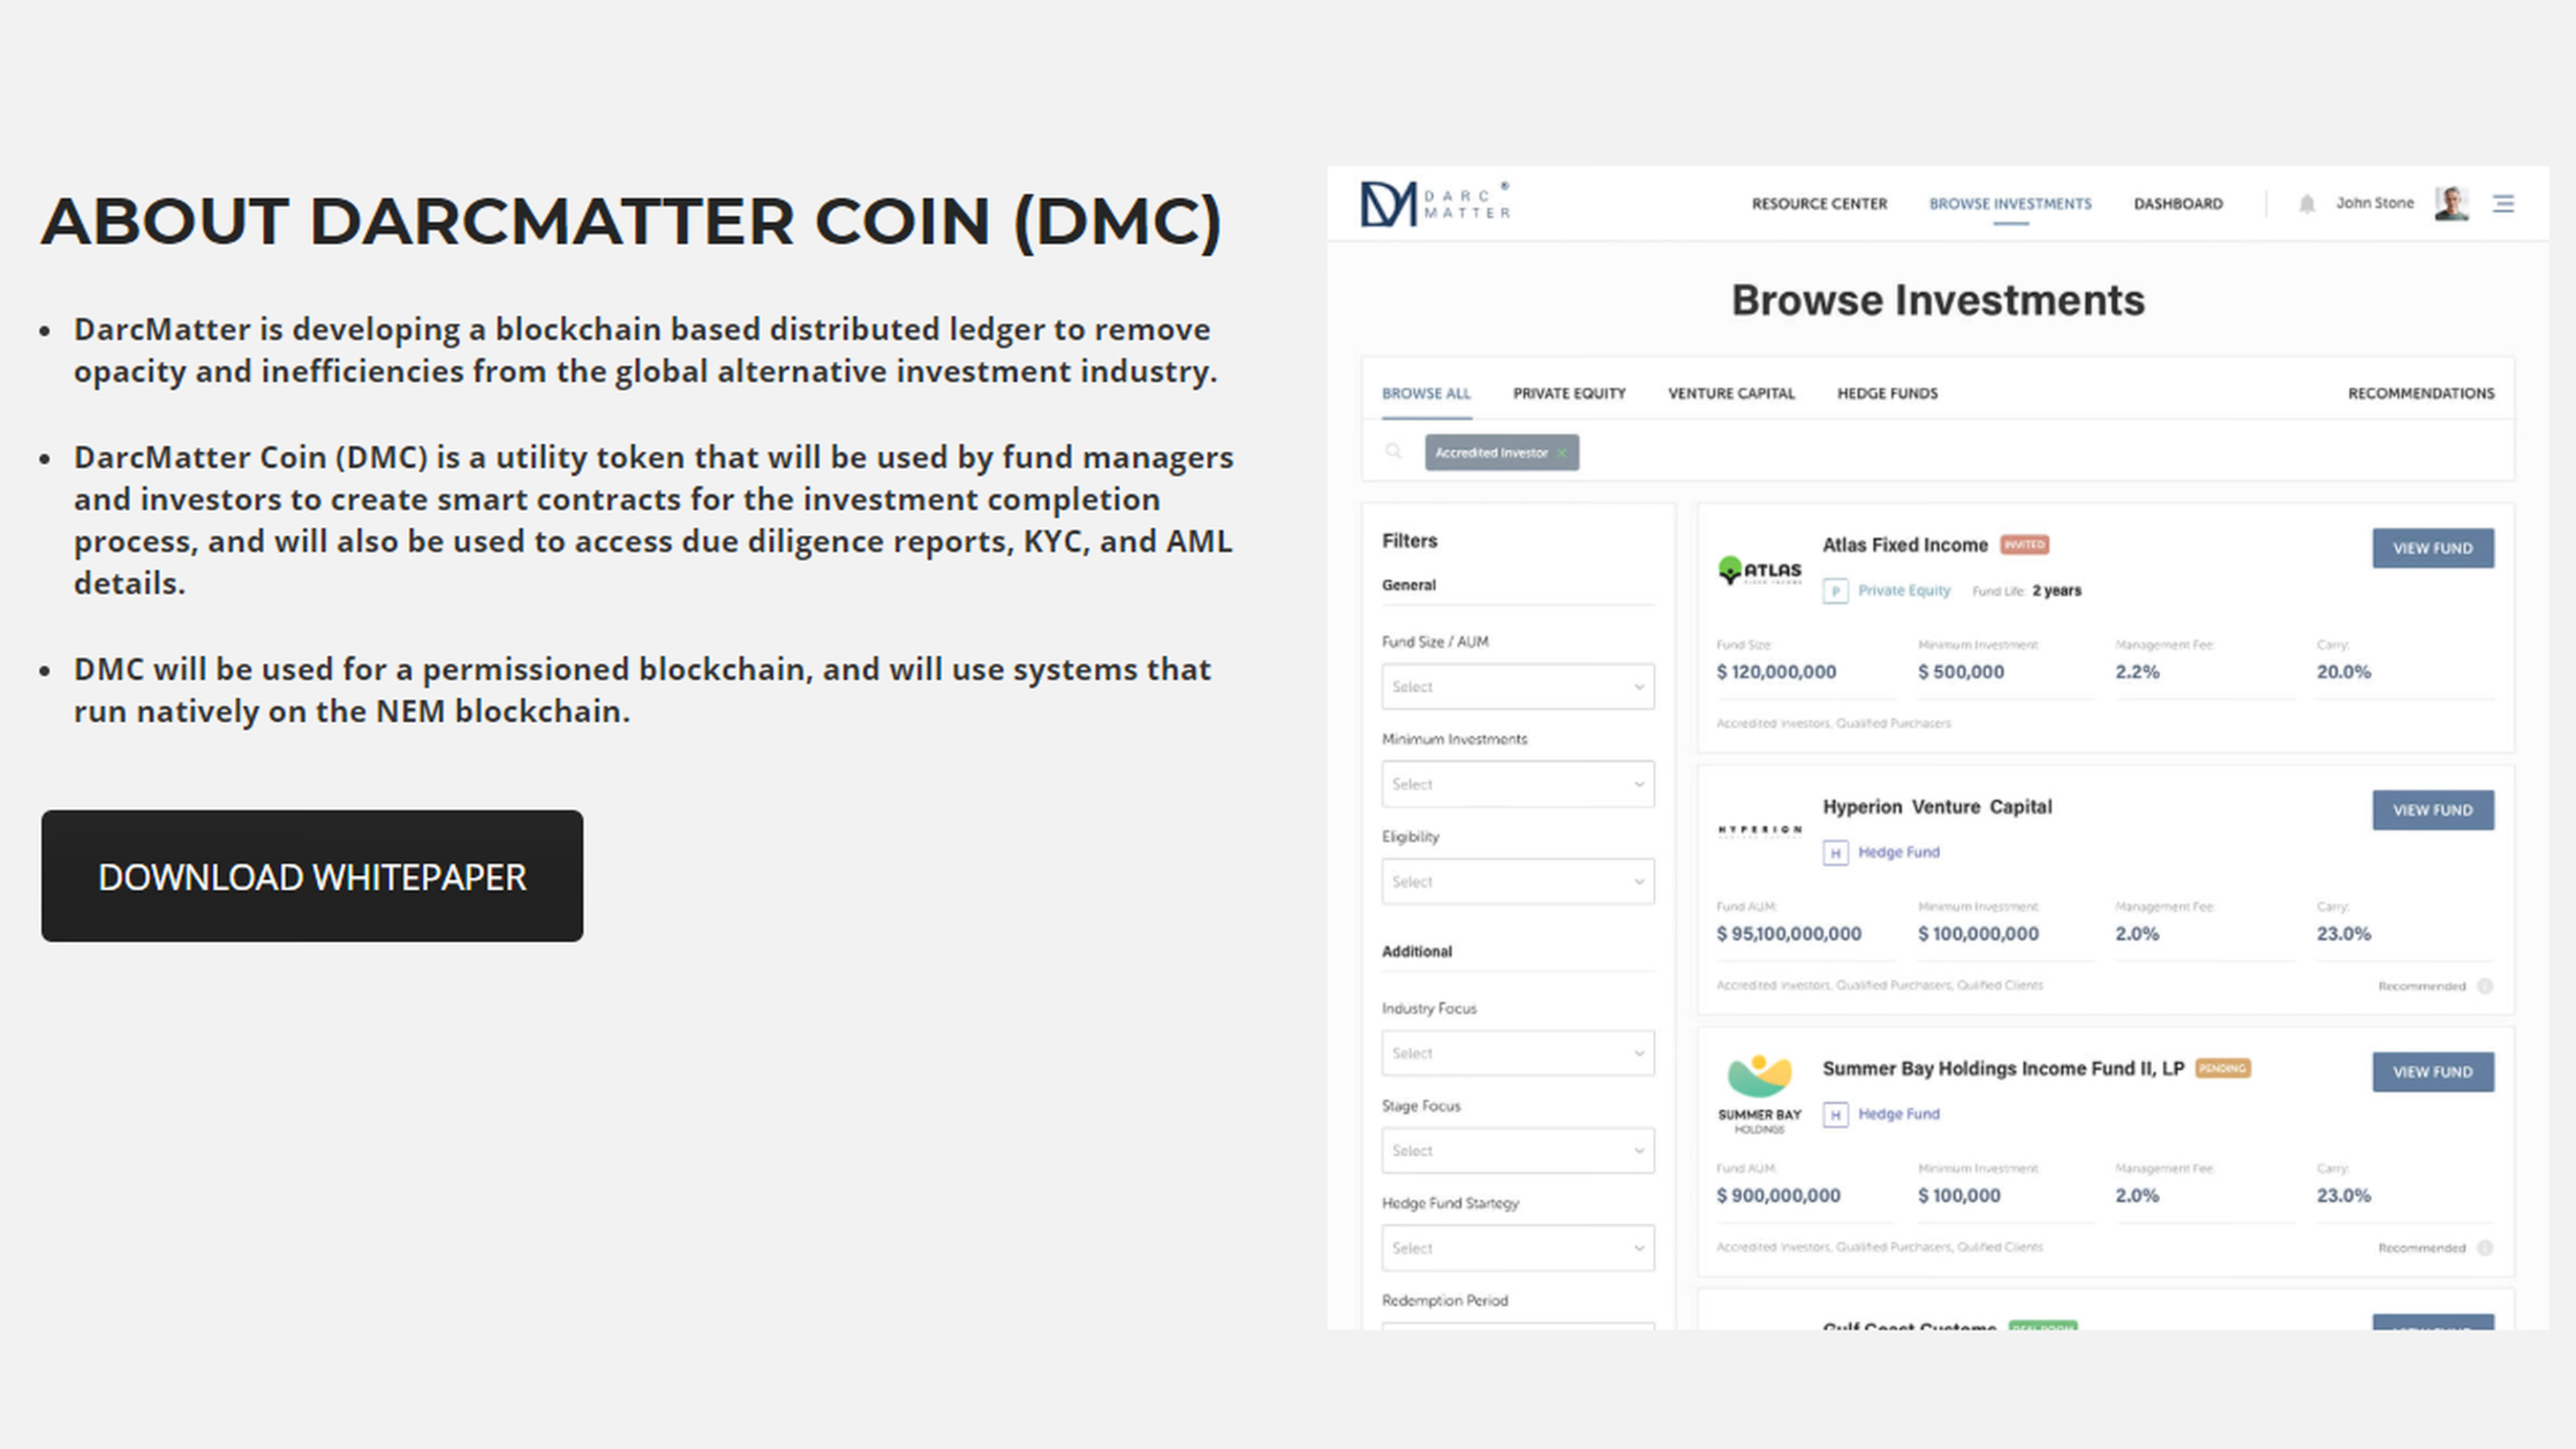 ABOUT DARCMATTER COIN (DMC)
• DarcMatter is developing a blockchain based distributed ledger to remove
opacity and inefficiencies from the global alternative investment industry.
• DarcMatter Coin (DMC) is a utility token that will be used by fund managers
and investors to create smart contracts for the investment completion
process, and will also be used to access due diligence reports, KYC, and AML
details.
• DMC will be used for a permissioned blockchain, and will use systems that
run natively on the NEM blockchain.
DOWNLOAD WHITEPAPER
DM DARC ®
MATTER
RESOURCE CENTER BROWSE INVESTMENTS DASHBOARD John Stone
Browse Investments
BROWSE ALL PRIVATE EQUITY VENTURE CAPITAL HEDGE FUNDS RECOMMENDATIONS
Accredited Investor ×
Filters
General
Fund Size / AUM
Select
Minimum Investments
Select
Eligibility
Select
Additional
Industry Focus
Select
Stage Focus
Select
Hedge Fund Startegy
Select
Redemption Period
ATLAS
FIXED INCOME
Atlas Fixed Income INVITED
VIEW FUND
P Private Equity Fund Life: 2 years
Fund Size: Minimum Investment: Management Fee: Carry:
$ 120,000,000 $ 500,000 2.2% 20.0%
Accredited Investors, Qualified Purchasers
HYPERION
Hyperion Venture Capital
VIEW FUND
H Hedge Fund
Fund AUM: Minimum Investment: Management Fee: Carry:
$ 95,100,000,000 $ 100,000,000 2.0% 23.0%
Accredited Investors, Qualified Purchasers, Qulified Clients Recommended
SUMMER BAY
HOLDINGS
Summer Bay Holdings Income Fund II, LP PENDING
VIEW FUND
H Hedge Fund
Fund AUM: Minimum Investment: Management Fee: Carry:
$ 900,000,000 $ 100,000 2.0% 23.0%
Accredited Investors, Qualified Purchasers, Qulified Clients Recommended
Gulf Coast Customs